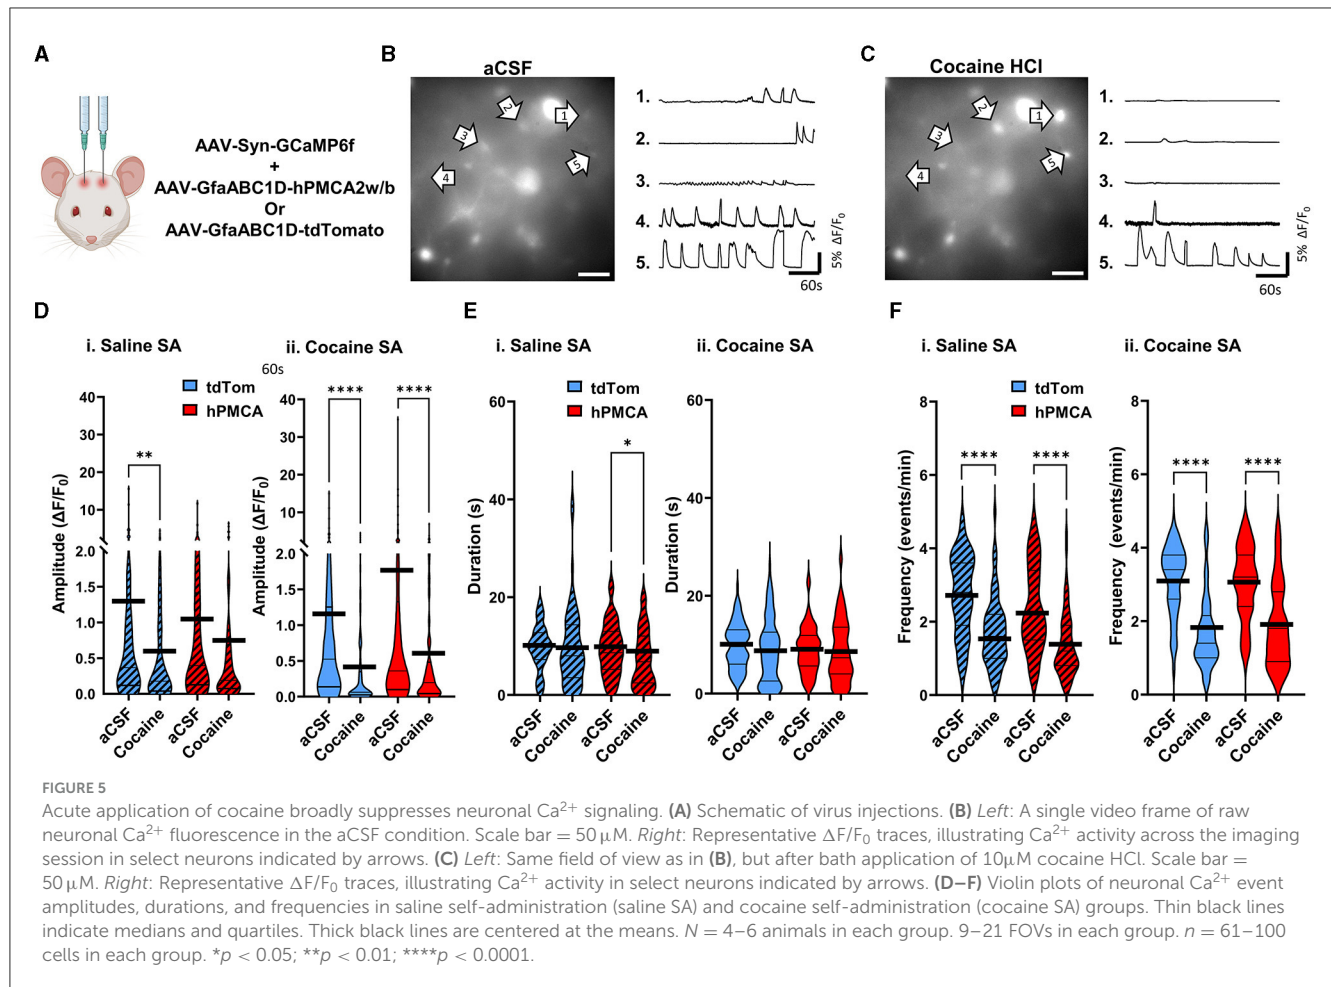 A
AAV-Syn-GCaMP6f
+
AAV-GfaABC1D-hPMCA2w/b
Or
AAV-GfaABC1D-tdTomato
B
aCSF
1
2
3
4
5
1.
2.
3.
4.
5.
5% ΔF/F₀
60s
C
Cocaine HCl
1
2
3
4
5
1.
2.
3.
4.
5.
5% ΔF/F₀
60s
D
i. Saline SA
tdTom
hPMCA
Amplitude (ΔF/F₀)
40
30
20
10
2.0
1.5
1.0
0.5
0.0
**
aCSF
Cocaine
aCSF
Cocaine
ii. Cocaine SA
60s
Amplitude (ΔF/F₀)
40
35
30
20
10
2.0
1.5
1.0
0.5
0.0
****
****
aCSF
Cocaine
aCSF
Cocaine
E
i. Saline SA
tdTom
hPMCA
Duration (s)
60
40
20
0
*
aCSF
Cocaine
aCSF
Cocaine
ii. Cocaine SA
Duration (s)
60
40
20
0
aCSF
Cocaine
aCSF
Cocaine
F
i. Saline SA
tdTom
hPMCA
Frequency (events/min)
8
6
4
2
0
****
****
aCSF
Cocaine
aCSF
Cocaine
ii. Cocaine SA
Frequency (events/min)
8
6
4
2
0
****
****
aCSF
Cocaine
aCSF
Cocaine
FIGURE 5
Acute application of cocaine broadly suppresses neuronal Ca²⁺ signaling. (A) Schematic of virus injections. (B) Left: A single video frame of raw
neuronal Ca²⁺ fluorescence in the aCSF condition. Scale bar = 50 µM. Right: Representative ΔF/F₀ traces, illustrating Ca²⁺ activity across the imaging
session in select neurons indicated by arrows. (C) Left: Same field of view as in (B), but after bath application of 10µM cocaine HCl. Scale bar =
50 µM. Right: Representative ΔF/F₀ traces, illustrating Ca²⁺ activity in select neurons indicated by arrows. (D–F) Violin plots of neuronal Ca²⁺ event
amplitudes, durations, and frequencies in saline self-administration (saline SA) and cocaine self-administration (cocaine SA) groups. Thin black lines
indicate medians and quartiles. Thick black lines are centered at the means. N = 4–6 animals in each group. 9–21 FOVs in each group. n = 61–100
cells in each group. *p < 0.05; **p < 0.01; ****p < 0.0001.